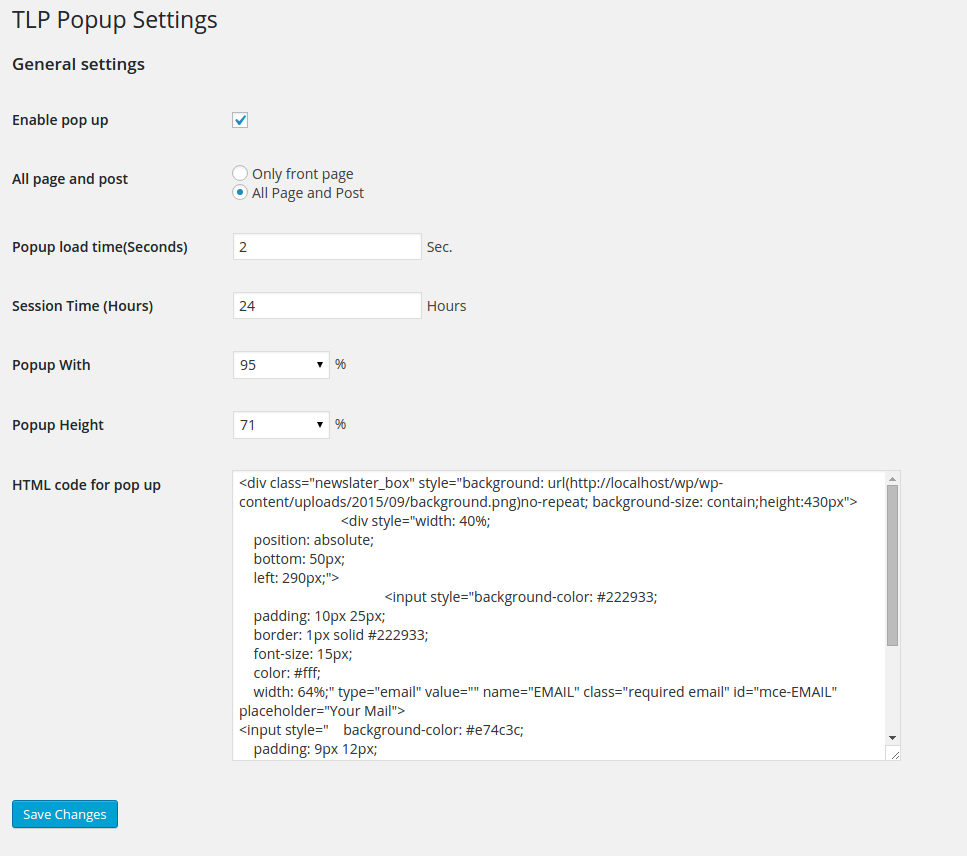 TLP Popup Settings
General settings
Enable pop up
All page and post
Only front page
All Page and Post
Popup load time(Seconds)
2
Sec.
Session Time (Hours)
24
Hours
Popup With
95
%
Popup Height
71
%
HTML code for pop up
<div class="newslater_box" style="background: url(http://localhost/wp/wp-
content/uploads/2015/09/background.png)no-repeat; background-size: contain;height:430px">
<div style="width: 40%;
position: absolute;
bottom: 50px;
left: 290px;">
<input style="background-color: #222933;
padding: 10px 25px;
border: 1px solid #222933;
font-size: 15px;
color: #fff;
width: 64%;" type="email" value="" name="EMAIL" class="required email" id="mce-EMAIL"
placeholder="Your Mail">
<input style="    background-color: #e74c3c;
padding: 9px 12px;
Save Changes